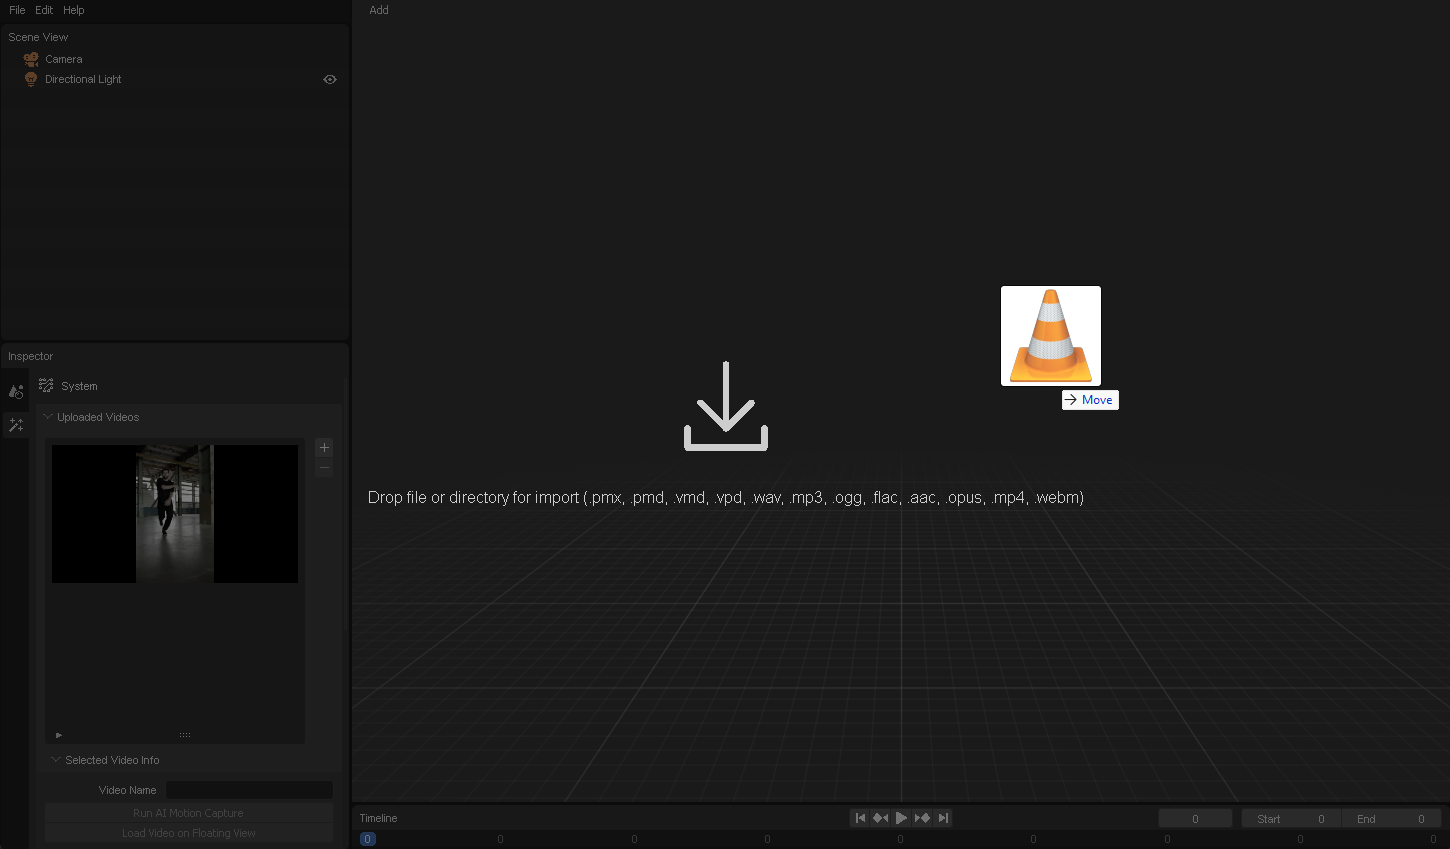 File Edit Help
Add
Scene View
Camera
Directional Light
Move
Inspector
System
Uploaded Videos
Drop file or directory for import (.pmx, .pmd, .vmd, .vpd, .wav, .mp3, .ogg, .flac, .aac, .opus, .mp4, .webm)
Selected Video Info
Video Name
Run AI Motion Capture
Load Video on Floating View
Timeline
0
Start 0
End 0
0 0 0 0 0 0 0 0 0